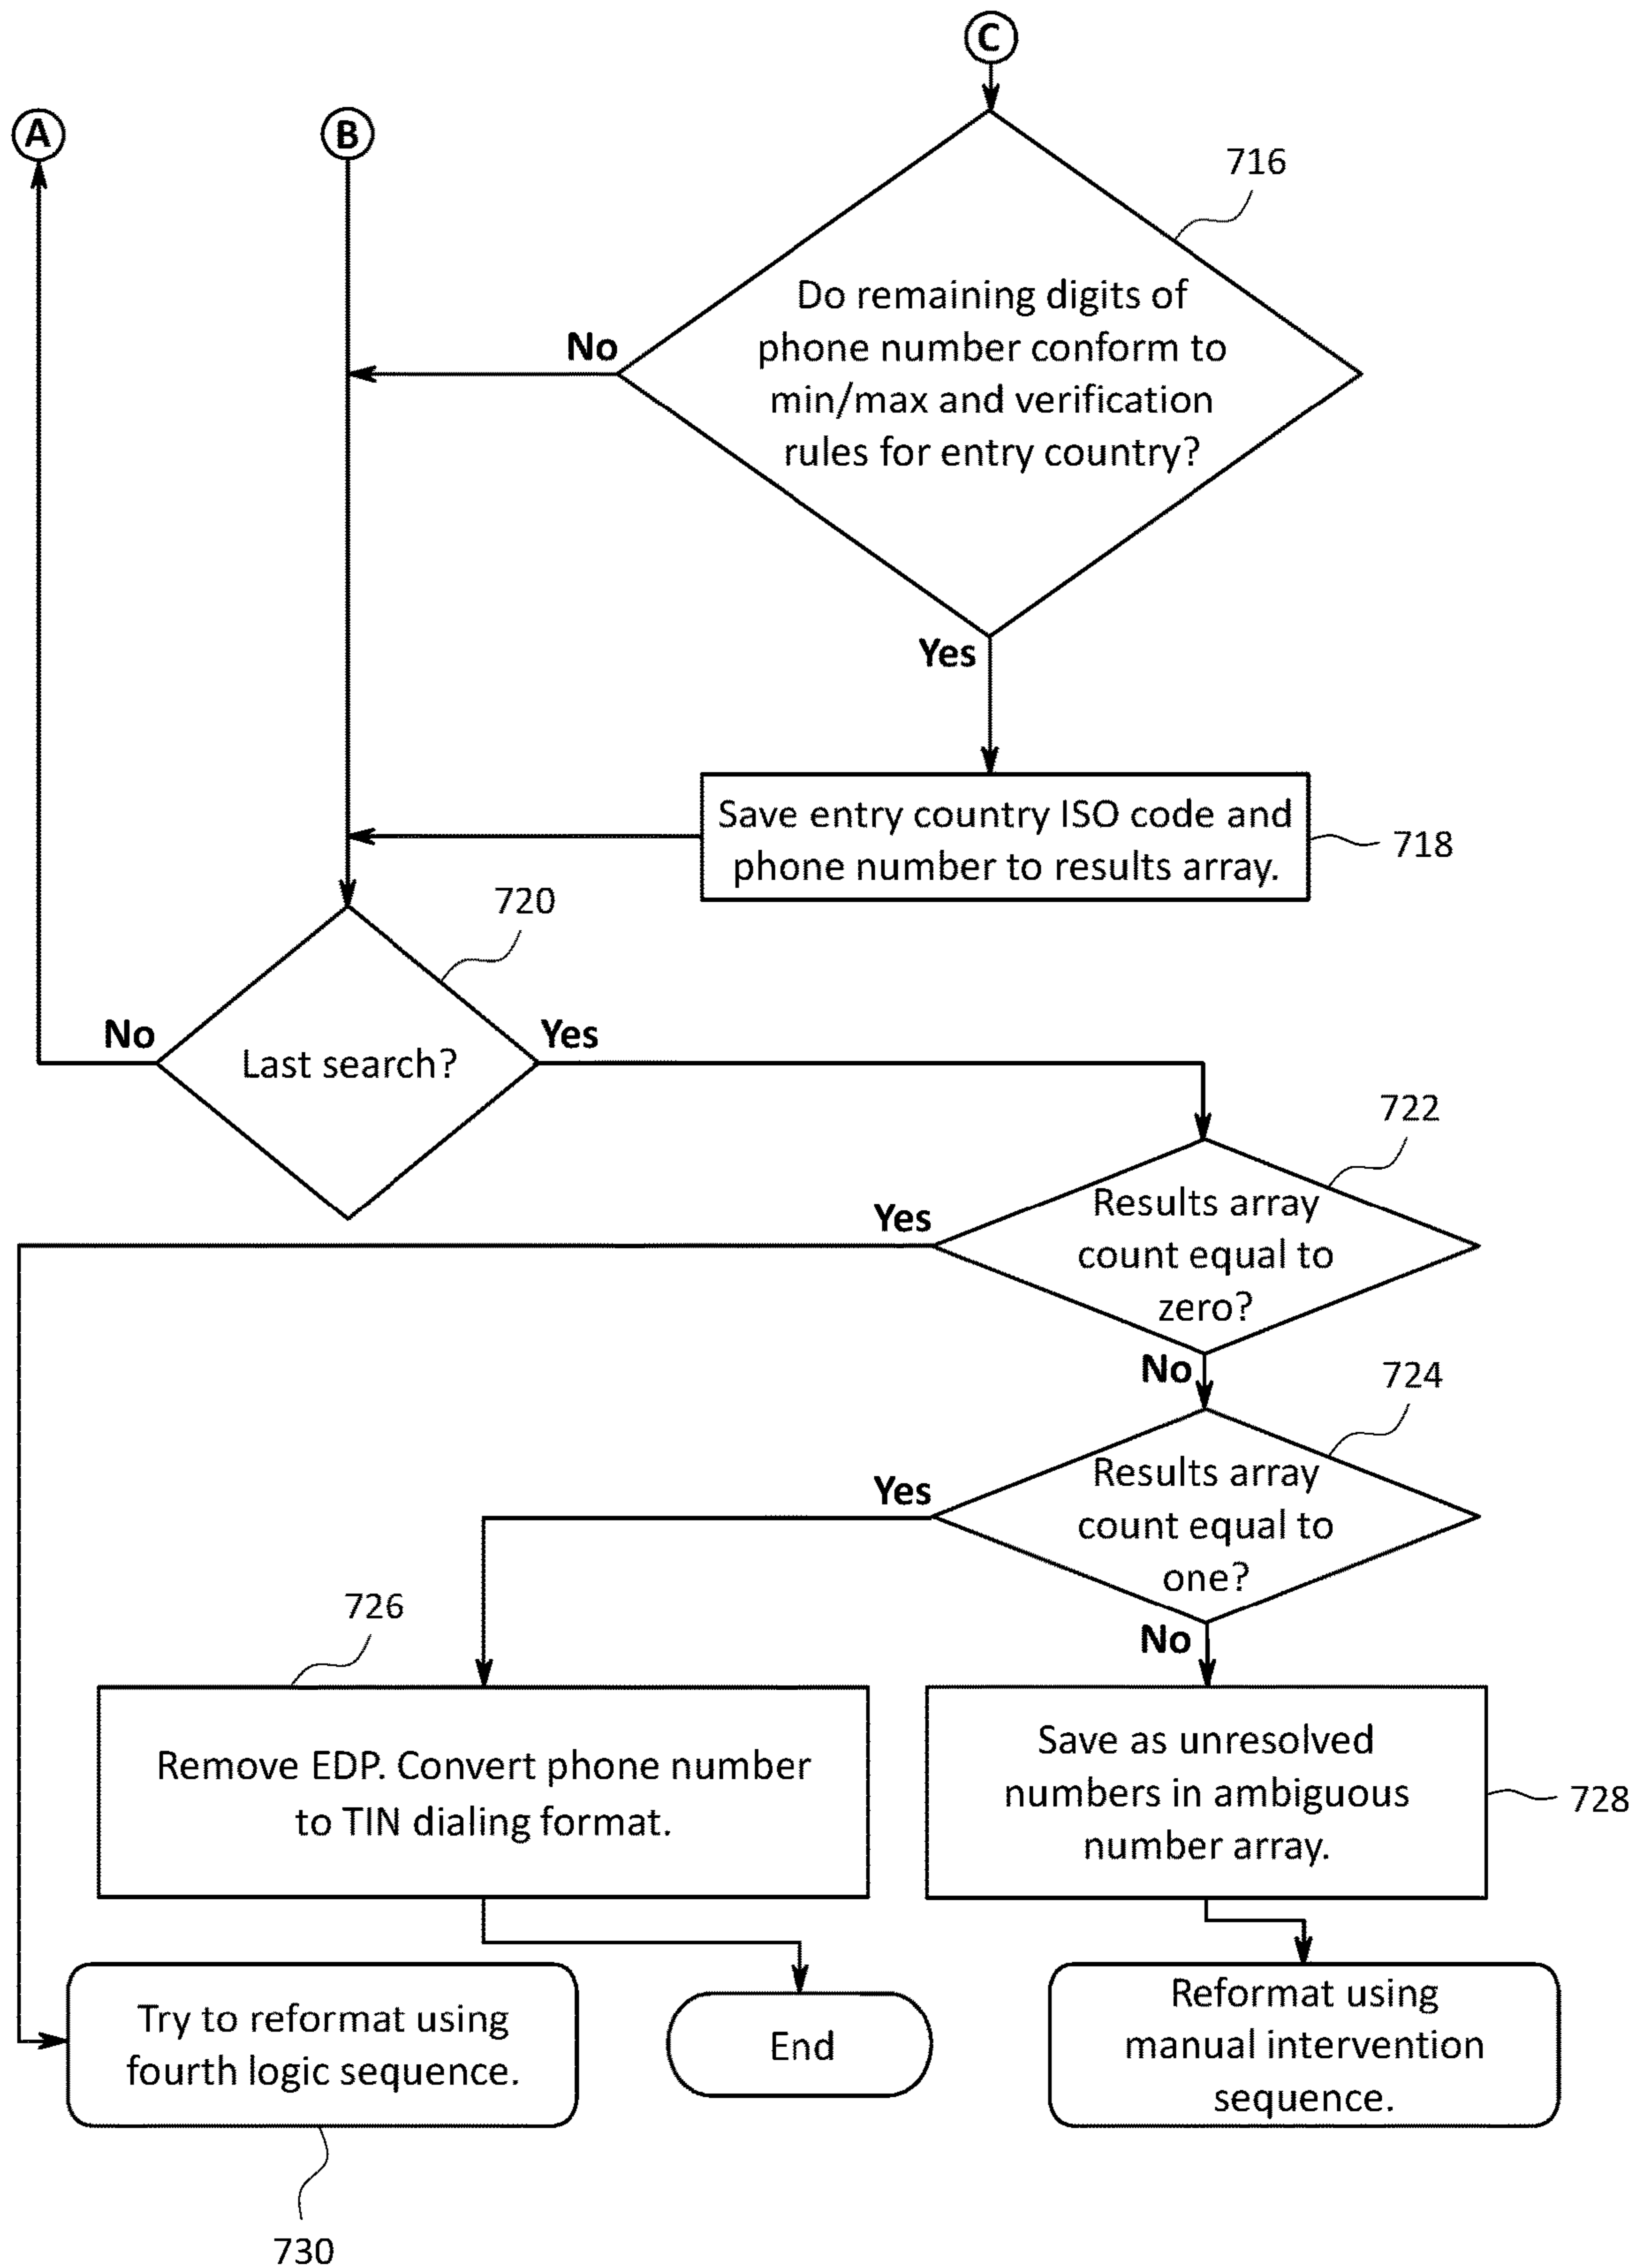 C
A
B
716
Do remaining digits of
phone number conform to
min/max and verification
rules for entry country?
No
Yes
Save entry country ISO code and
phone number to results array.
718
720
No
Last search?
Yes
722
Results array
count equal to
zero?
Yes
No
724
Results array
count equal to
one?
Yes
No
726
Remove EDP. Convert phone number
to TIN dialing format.
Save as unresolved
numbers in ambiguous
number array.
728
Try to reformat using
fourth logic sequence.
End
Reformat using
manual intervention
sequence.
730